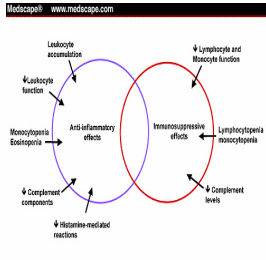 Medscape® www.medscape.com
Leukocyte
accumulation
↓Lymphocyte and
Monocyte function
↓Leukocyte
function
Monocytopenia
Eosinopenia
Anti-inflammatory
effects
Immunosuppressive
effects
Lymphocytopenia
monocytopenia
↓Complement
components
↓Complement
levels
↓Histamine-mediated
reactions